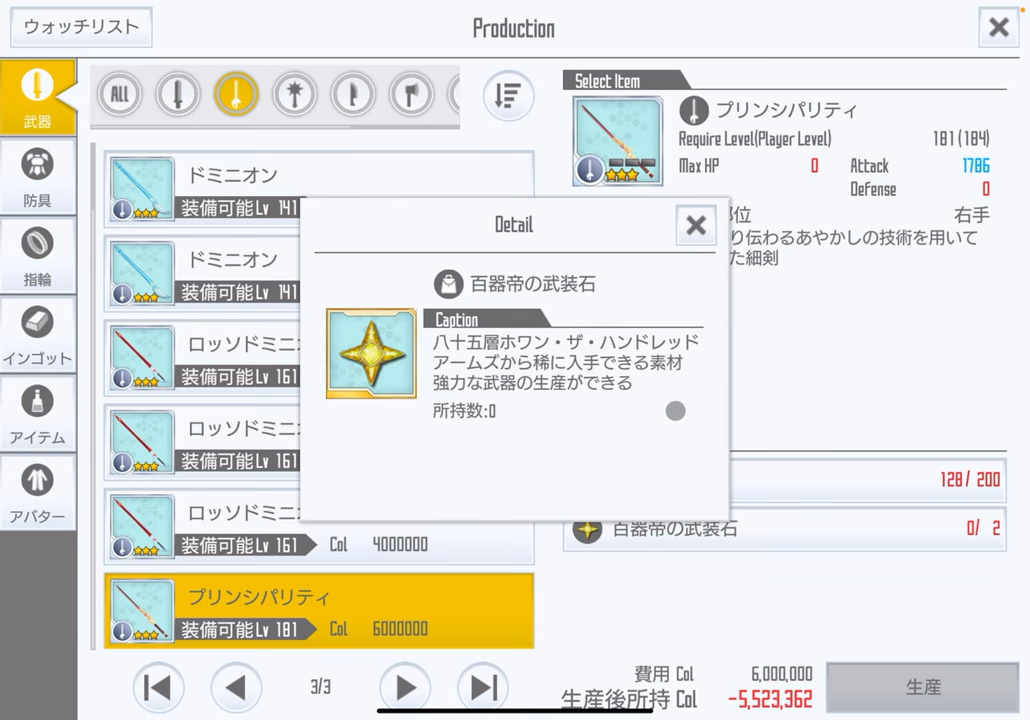 ウォッチリスト
Production
武器
防具
指輪
インゴット
アイテム
アバター
ALL
ドミニオン
装備可能Lv 141
ドミニオン
装備可能Lv 141
ロッソドミニ
装備可能Lv 161
ロッソドミニ
装備可能Lv 161
ロッソドミニ
装備可能Lv 161 Col 4000000
プリンシパリティ
装備可能Lv 181 Col 6000000
3/3
Select Item
プリンシパリティ
Require Level(Player Level) 181(184)
Max HP 0 Attack 1786
Defense 0
部位 右手
り伝わるあやかしの技術を用いて
た細剣
Detail
百器帝の武装石
Caption
八十五層ホワン・ザ・ハンドレッド
アームズから稀に入手できる素材
強力な武器の生産ができる
所持数:0
128/ 200
百器帝の武装石 0/ 2
費用 Col 6,000,000
生産後所持 Col -5,523,362
生産